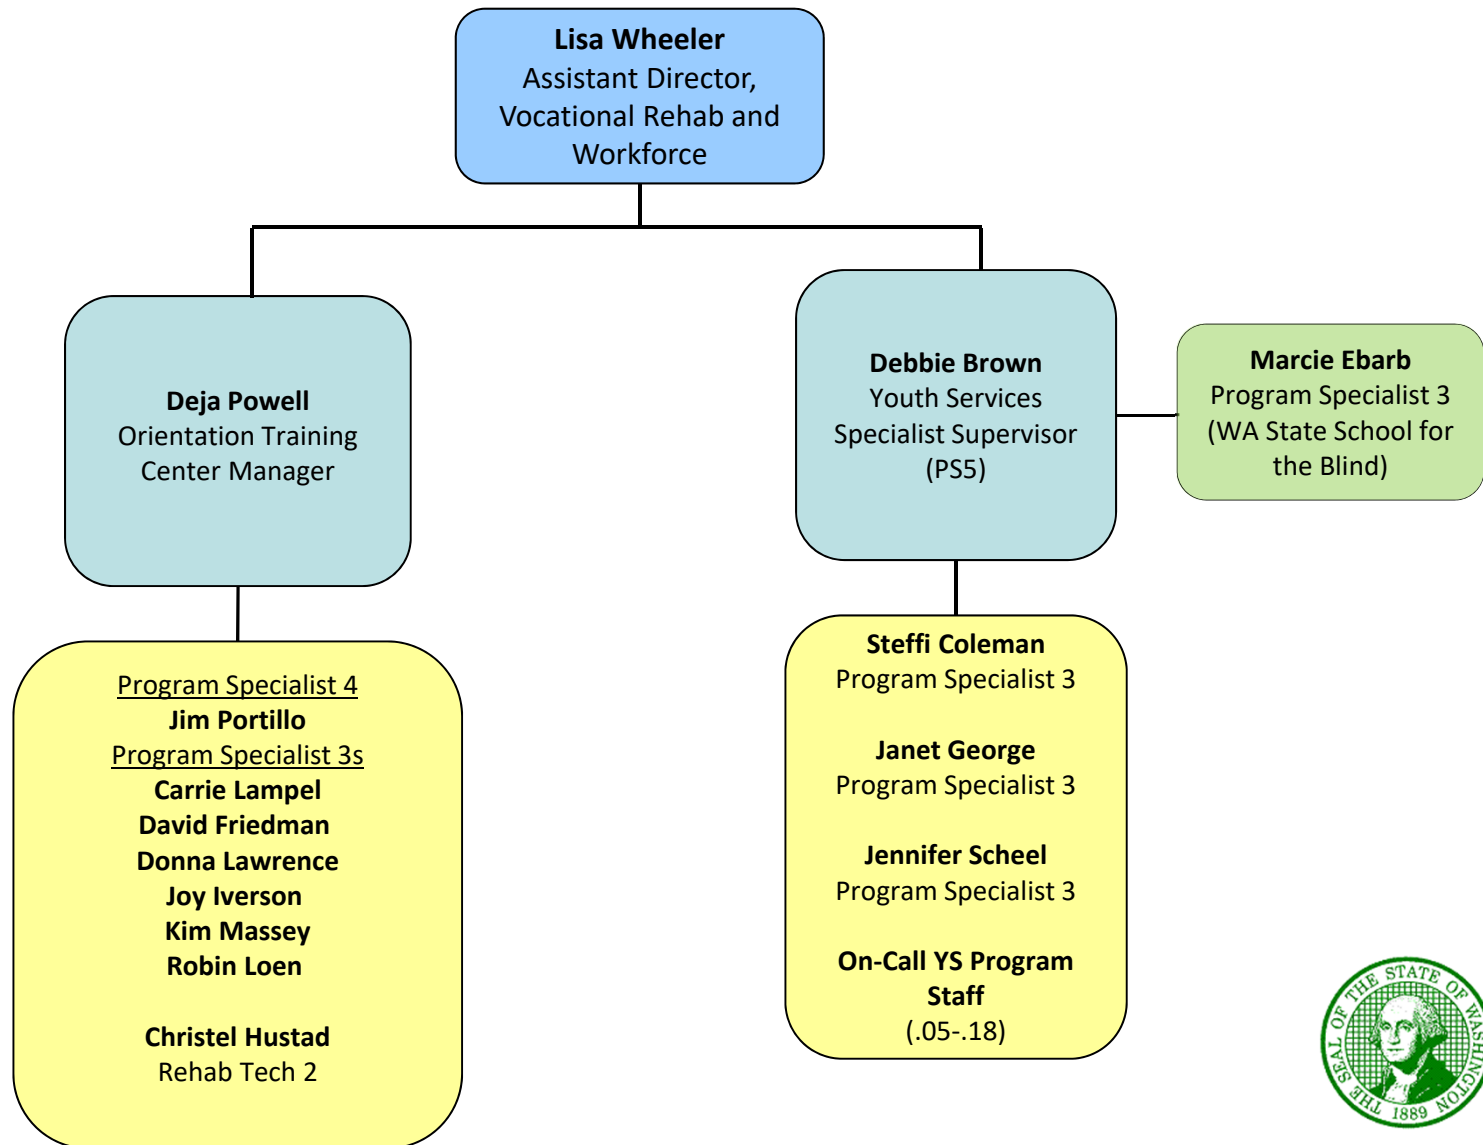 Lisa Wheeler
Assistant Director,
Vocational Rehab and
Workforce
Deja Powell
Orientation Training
Center Manager
Debbie Brown
Youth Services
Specialist Supervisor
(PS5)
Marcie Ebarb
Program Specialist 3
(WA State School for
the Blind)
Program Specialist 4
Jim Portillo
Program Specialist 3s
Carrie Lampel
David Friedman
Donna Lawrence
Joy Iverson
Kim Massey
Robin Loen
Christel Hustad
Rehab Tech 2
Steffi Coleman
Program Specialist 3
Janet George
Program Specialist 3
Jennifer Scheel
Program Specialist 3
On-Call YS Program
Staff
(.05-.18)
THE SEAL OF THE STATE OF WASHINGTON
1889